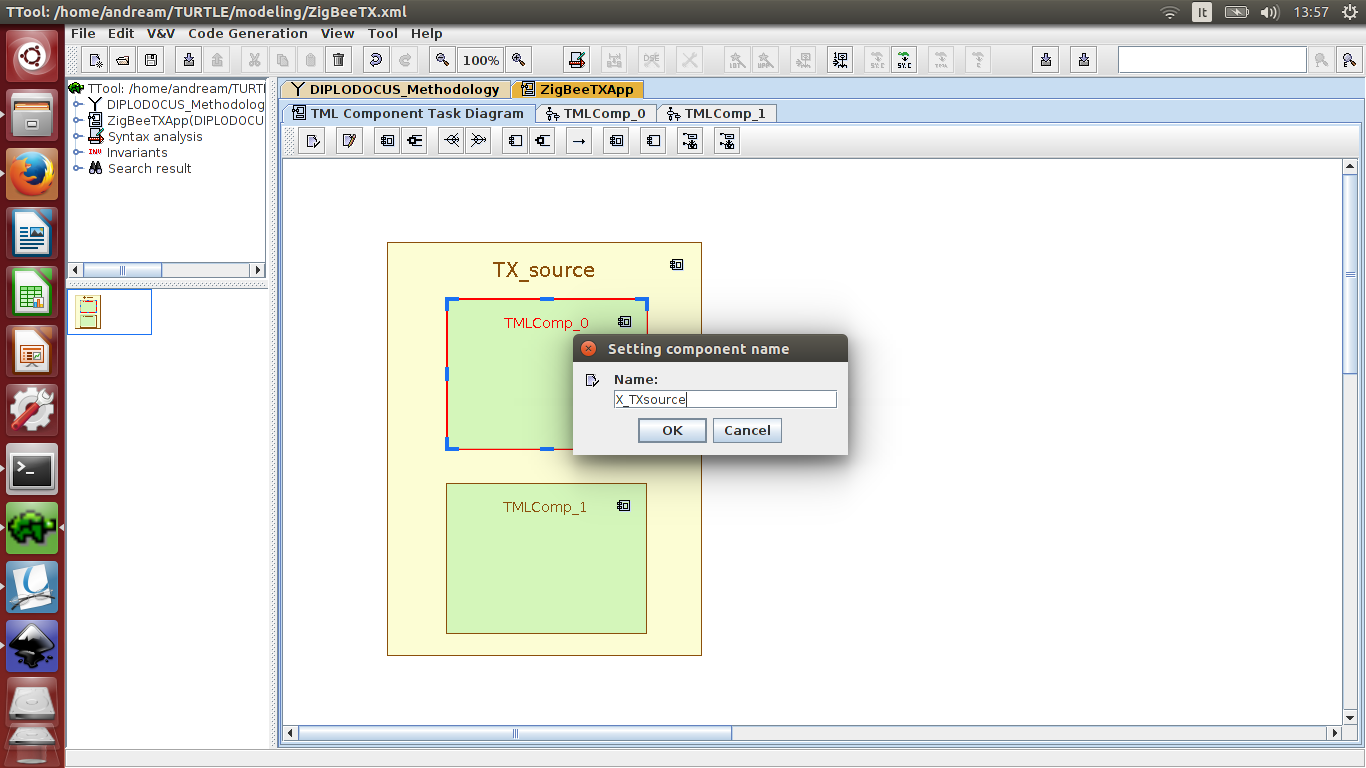 TTool: /home/andream/TURTLE/modeling/ZigBeeTX.xml
It
13:57
File Edit V&V Code Generation View Tool Help
100%
TTool: /home/andream/TURTL
DIPLODOCUS_Methodolog
ZigBeeTXApp(DIPLODOCU
Syntax analysis
INV Invariants
Search result
DIPLODOCUS_Methodology
ZigBeeTXApp
TML Component Task Diagram
TMLComp_0
TMLComp_1
TX_source
TMLComp_0
Setting component name
Name:
X_TXsource
OK
Cancel
TMLComp_1